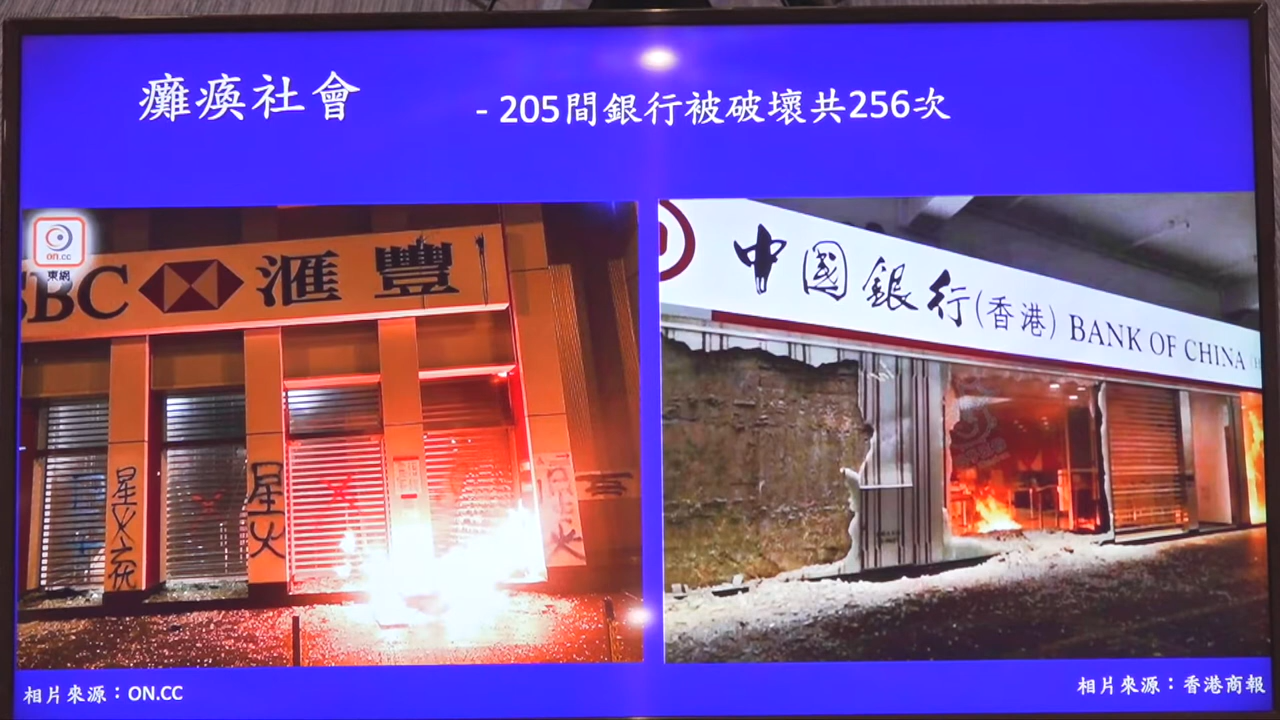 癱瘓社會
- 205間銀行被破壞共256次
on.cc
東網
SBC 滙豐
星火
星火
中國銀行(香港) BANK OF CHINA
相片來源：ON.CC
相片來源：香港商報